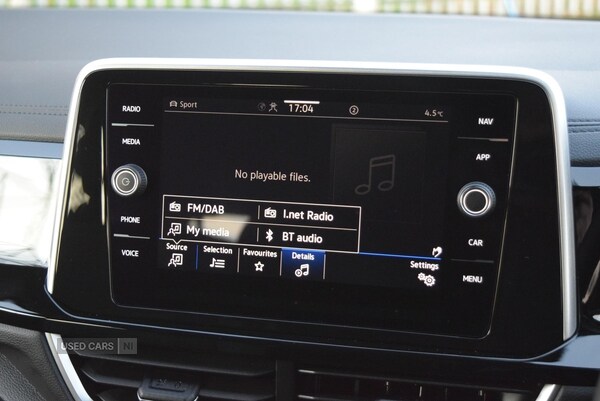 RADIO
MEDIA
PHONE
VOICE
Sport
17:04
2
4.5°C
No playable files.
FM/DAB
I.net Radio
My media
BT audio
Source
Selection
Favourites
Details
Settings
NAV
APP
CAR
MENU
USED CARS NI